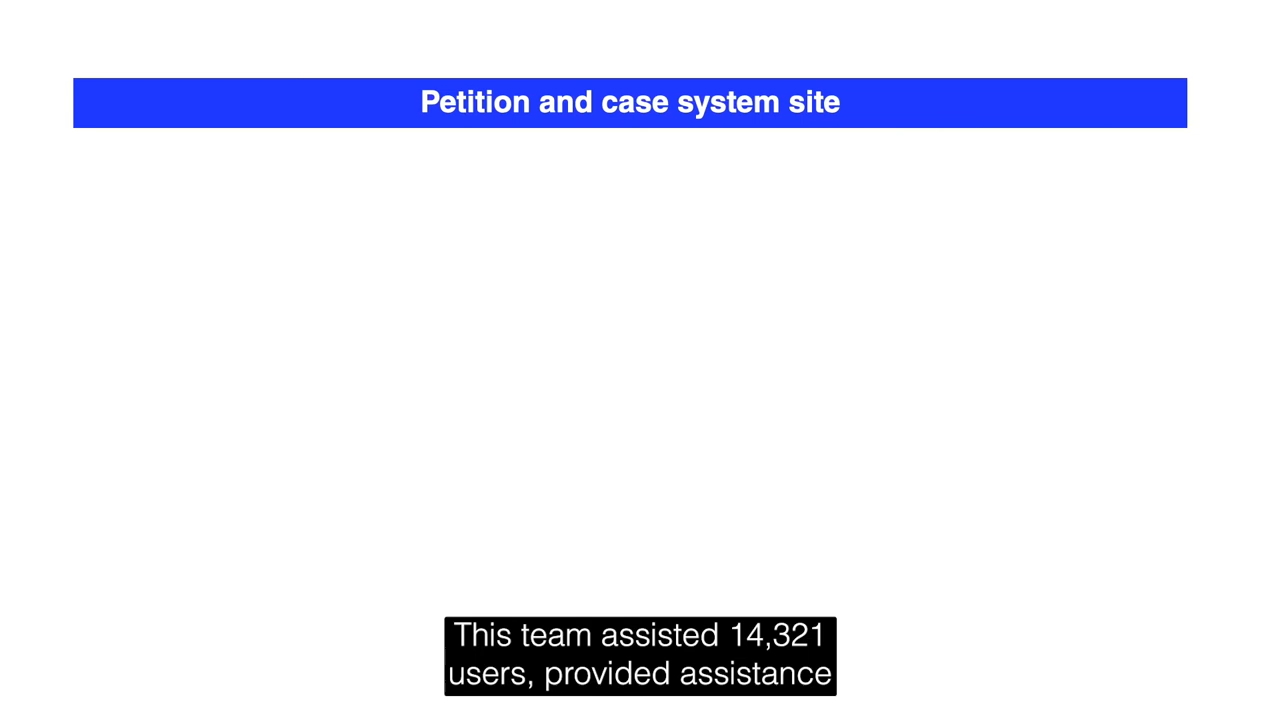 Petition and case system site
This team assisted 14,321
users, provided assistance